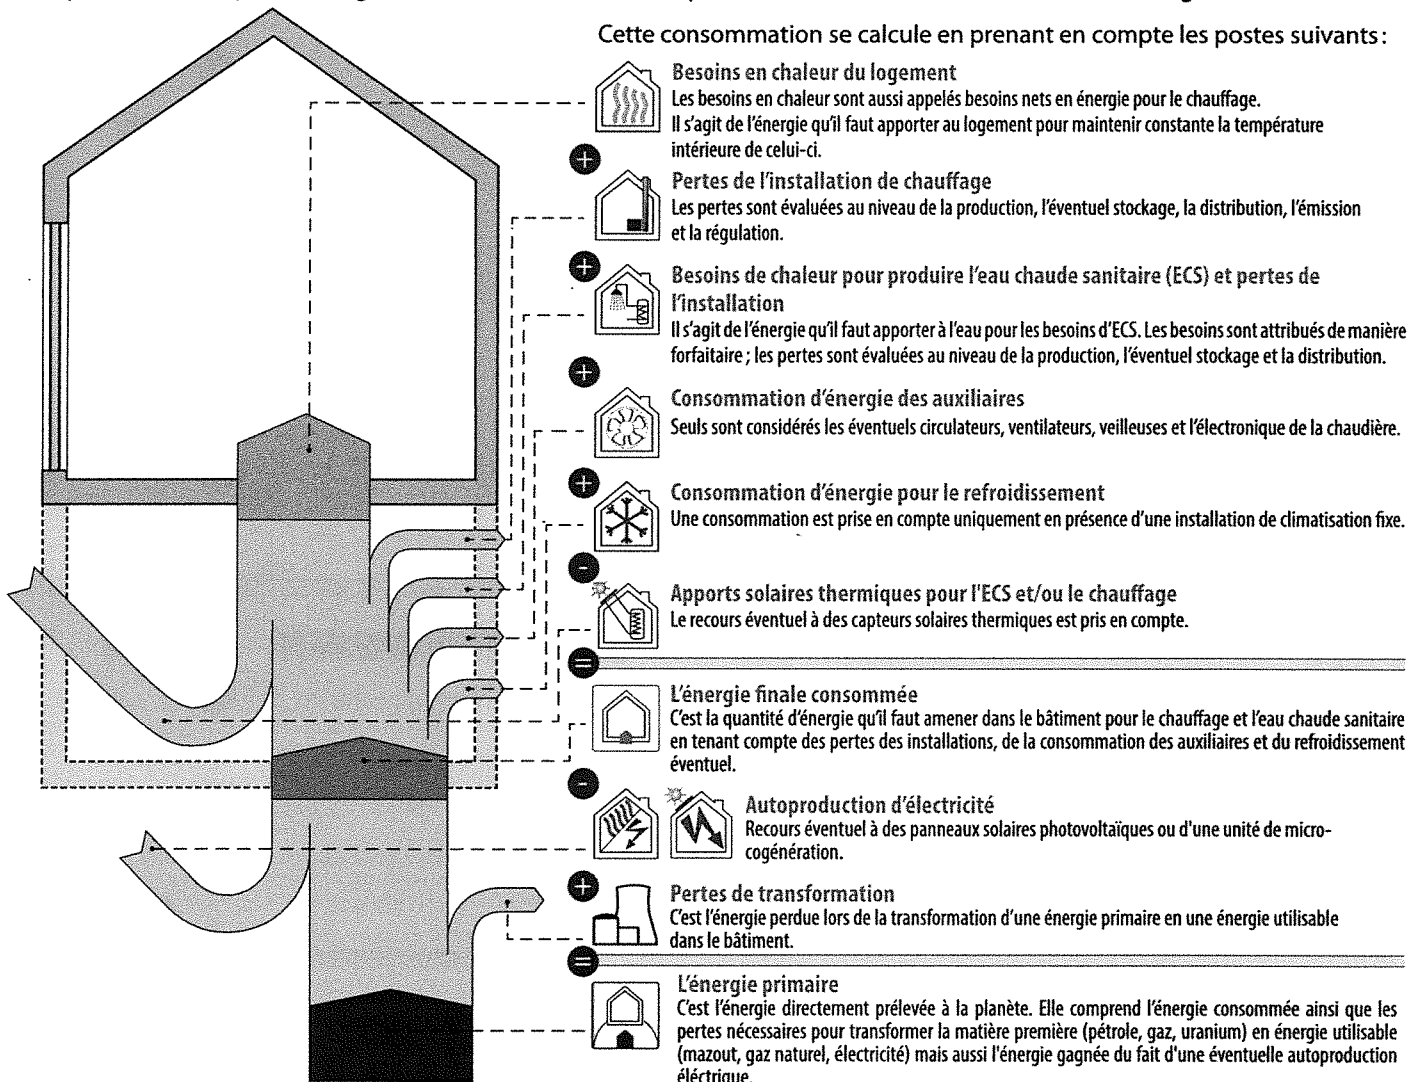 Cette consommation se calcule en prenant en compte les postes suivants :
Besoins en chaleur du logement
Les besoins en chaleur sont aussi appelés besoins nets en énergie pour le chauffage.
Il s'agit de l'énergie qu'il faut apporter au logement pour maintenir constante la température
intérieure de celui-ci.
+
Pertes de l'installation de chauffage
Les pertes sont évaluées au niveau de la production, l'éventuel stockage, la distribution, l'émission
et la régulation.
+
Besoins de chaleur pour produire l'eau chaude sanitaire (ECS) et pertes de
l'installation
Il s'agit de l'énergie qu'il faut apporter à l'eau pour les besoins d'ECS. Les besoins sont attribués de manière
forfaitaire ; les pertes sont évaluées au niveau de la production, l'éventuel stockage et la distribution.
+
Consommation d'énergie des auxiliaires
Seuls sont considérés les éventuels circulateurs, ventilateurs, veilleuses et l'électronique de la chaudière.
+
Consommation d'énergie pour le refroidissement
Une consommation est prise en compte uniquement en présence d'une installation de climatisation fixe.
-
Apports solaires thermiques pour l'ECS et/ou le chauffage
Le recours éventuel à des capteurs solaires thermiques est pris en compte.
=
L'énergie finale consommée
C'est la quantité d'énergie qu'il faut amener dans le bâtiment pour le chauffage et l'eau chaude sanitaire
en tenant compte des pertes des installations, de la consommation des auxiliaires et du refroidissement
éventuel.
-
Autoproduction d'électricité
Recours éventuel à des panneaux solaires photovoltaïques ou d'une unité de micro-
cogénération.
+
Pertes de transformation
C'est l'énergie perdue lors de la transformation d'une énergie primaire en une énergie utilisable
dans le bâtiment.
=
L'énergie primaire
C'est l'énergie directement prélevée à la planète. Elle comprend l'énergie consommée ainsi que les
pertes nécessaires pour transformer la matière première (pétrole, gaz, uranium) en énergie utilisable
(mazout, gaz naturel, électricité) mais aussi l'énergie gagnée du fait d'une éventuelle autoproduction
éléctrique.